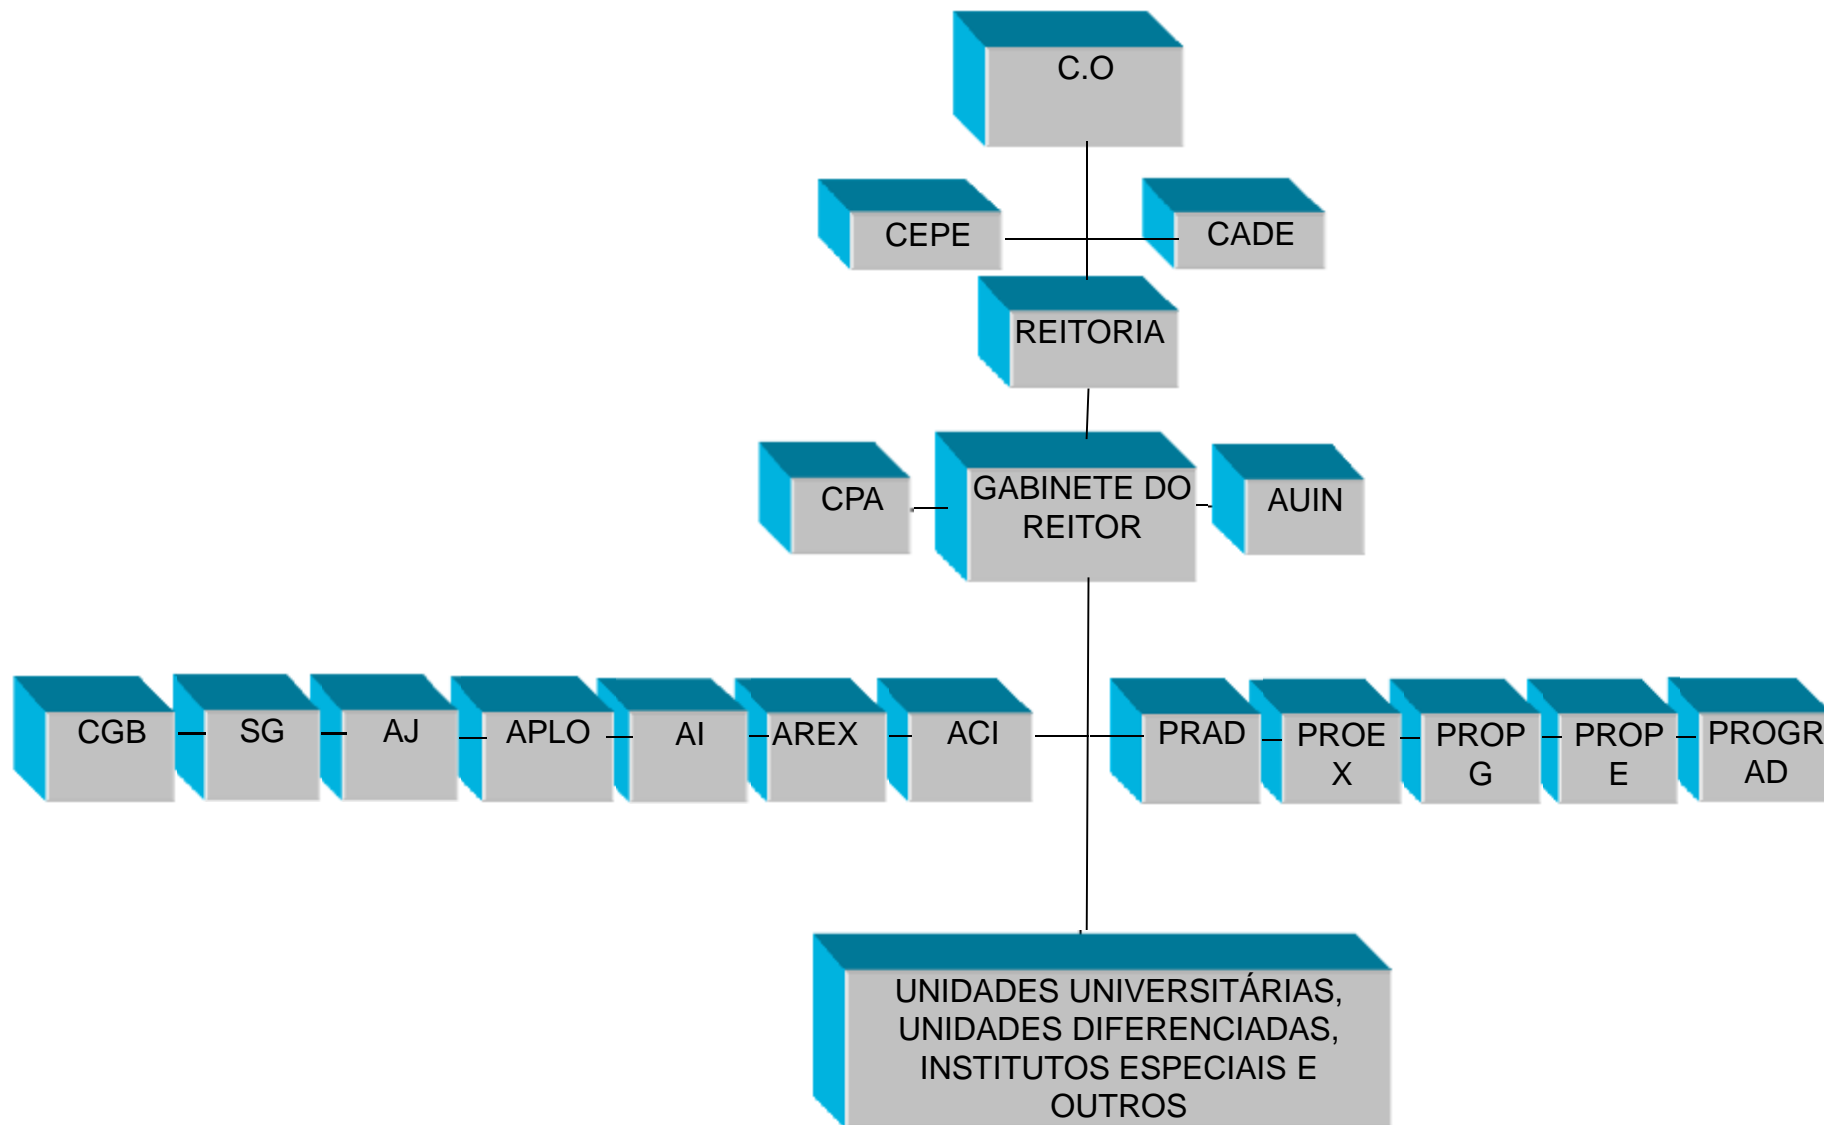 C.O
CEPE
CADE
REITORIA
CPA
GABINETE DO
REITOR
AUIN
CGB
SG
AJ
APLO
AI
AREX
ACI
PRAD
PROE
X
PROP
G
PROP
E
PROGR
AD
UNIDADES UNIVERSITÁRIAS,
UNIDADES DIFERENCIADAS,
INSTITUTOS ESPECIAIS E
OUTROS